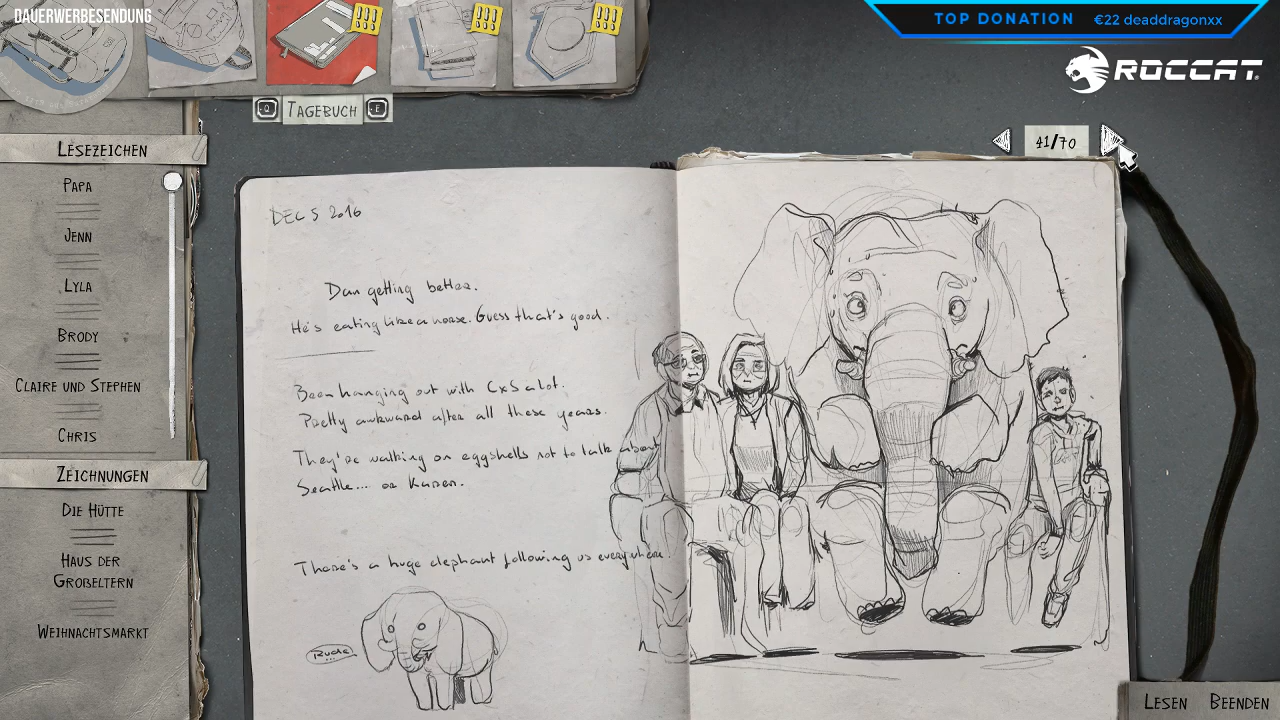 DAUERWERBESENDUNG
TOP DONATION €22 deaddragonxx
ROCCAT
Q TAGEBUCH E
41/70
LESEZEICHEN
PAPA
JENN
LYLA
BRODY
CLAIRE UND STEPHEN
CHRIS
ZEICHNUNGEN
DIE HÜTTE
HAUS DER
GROßELTERN
WEIHNACHTSMARKT
DEC 5 2016
Dan getting better.
He's eating like a horse. Guess that's good.
Been hanging out with C&S a lot.
Pretty awkward after all these years.
They're walking on eggshells not to talk about
Seattle... or Karen.
There's a huge elephant following us everywhere.
Rude
...
LESEN BEENDEN